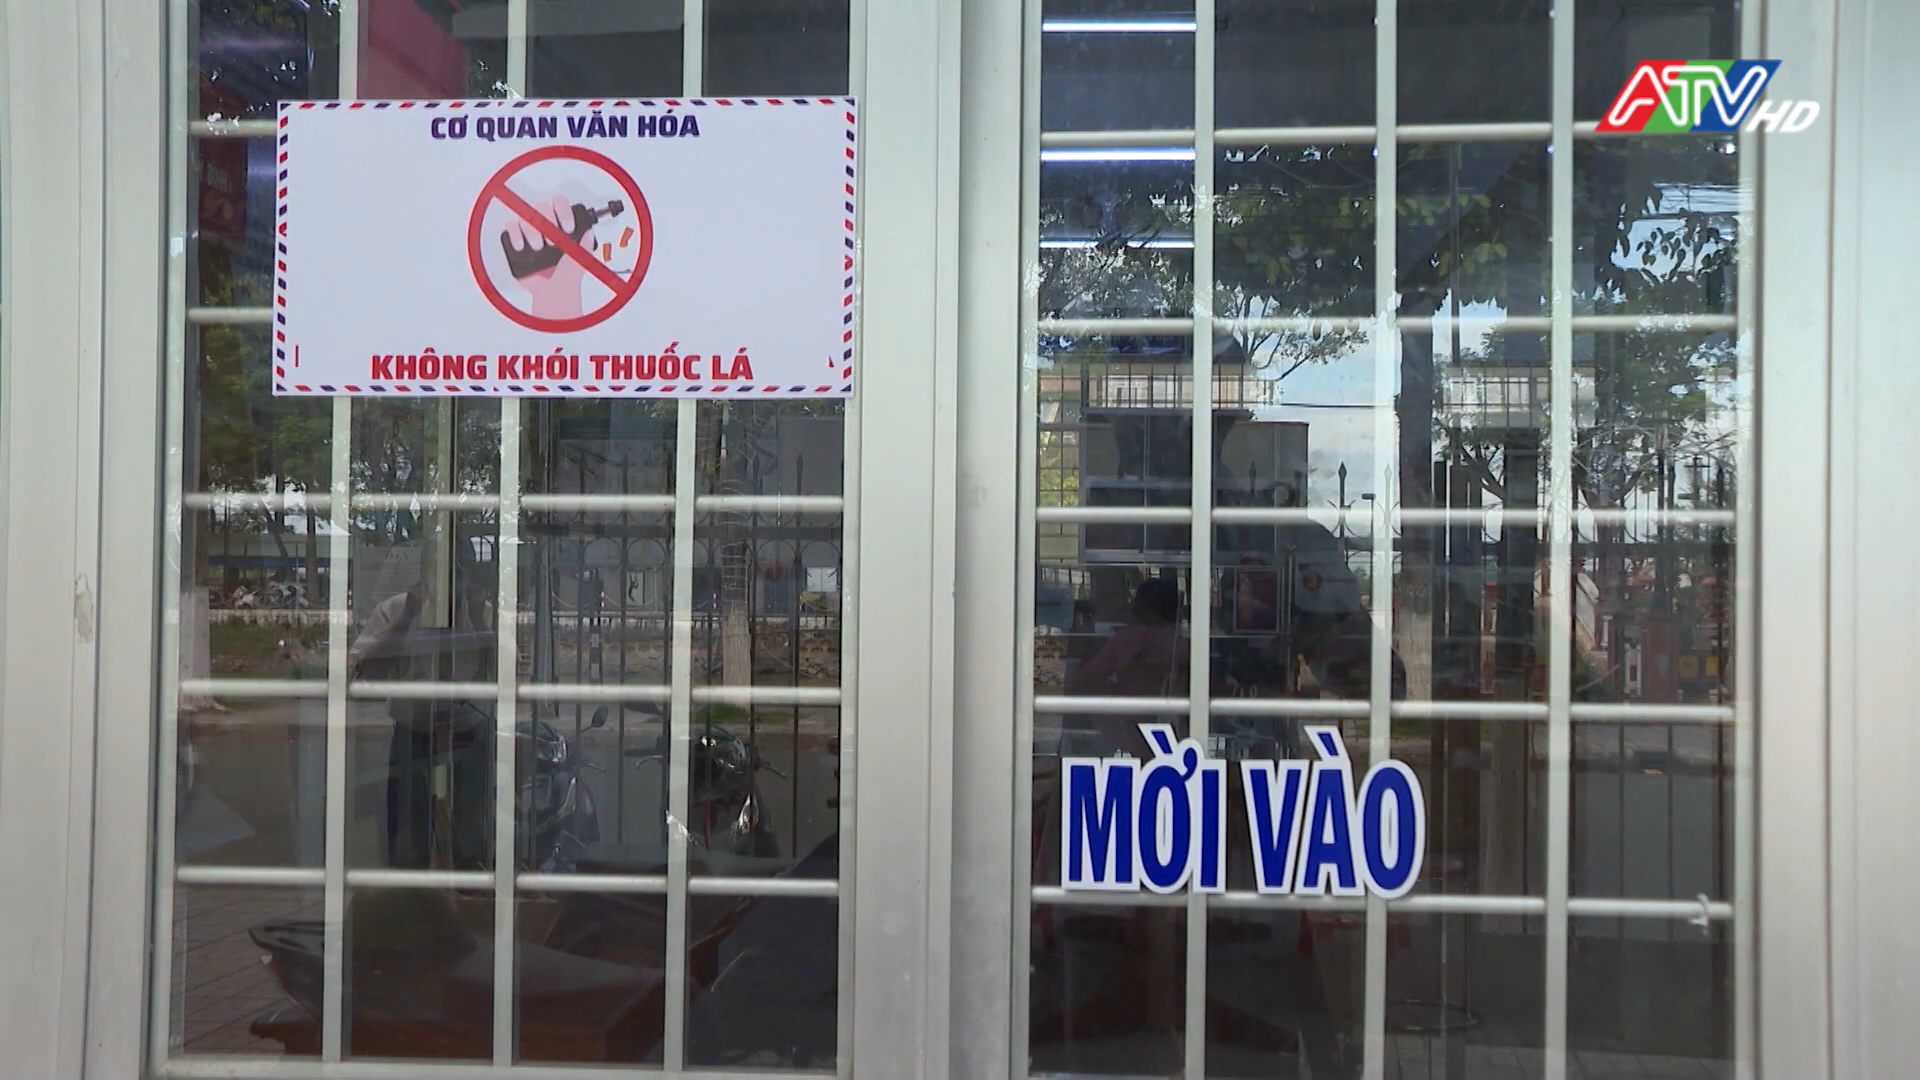 CƠ QUAN VĂN HÓA
KHÔNG KHÓI THUỐC LÁ
MỜI VÀO
ATV HD